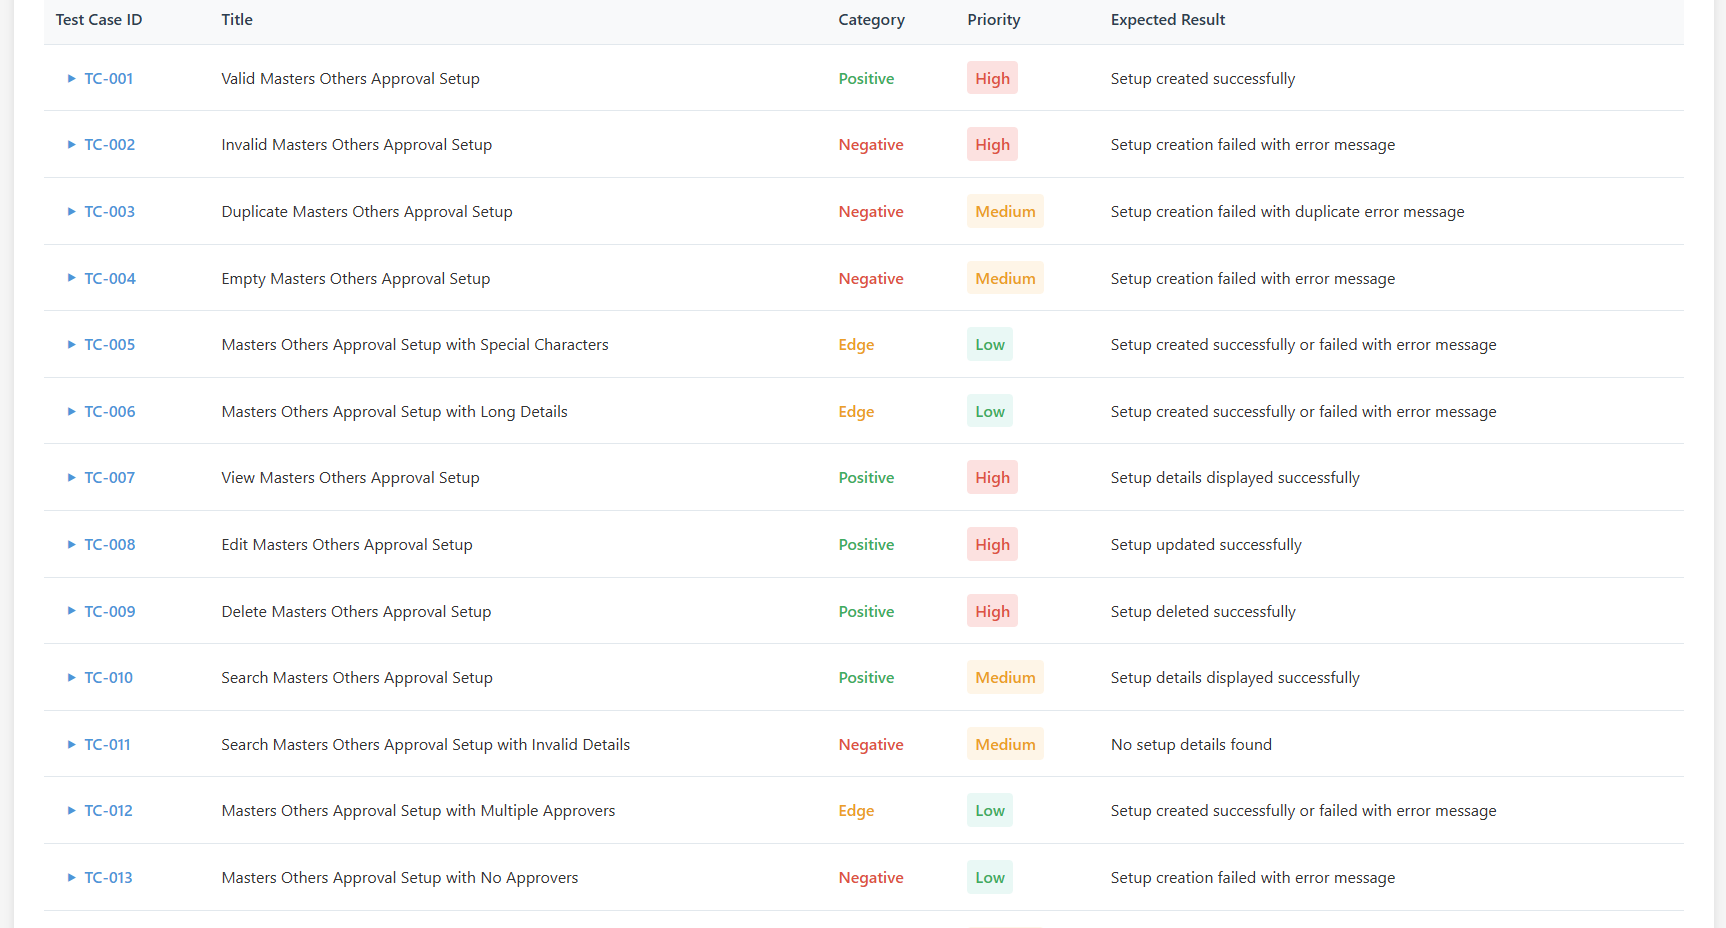 Test Case ID Title Category Priority Expected Result
TC-001 Valid Masters Others Approval Setup Positive High Setup created successfully
TC-002 Invalid Masters Others Approval Setup Negative High Setup creation failed with error message
TC-003 Duplicate Masters Others Approval Setup Negative Medium Setup creation failed with duplicate error message
TC-004 Empty Masters Others Approval Setup Negative Medium Setup creation failed with error message
TC-005 Masters Others Approval Setup with Special Characters Edge Low Setup created successfully or failed with error message
TC-006 Masters Others Approval Setup with Long Details Edge Low Setup created successfully or failed with error message
TC-007 View Masters Others Approval Setup Positive High Setup details displayed successfully
TC-008 Edit Masters Others Approval Setup Positive High Setup updated successfully
TC-009 Delete Masters Others Approval Setup Positive High Setup deleted successfully
TC-010 Search Masters Others Approval Setup Positive Medium Setup details displayed successfully
TC-011 Search Masters Others Approval Setup with Invalid Details Negative Medium No setup details found
TC-012 Masters Others Approval Setup with Multiple Approvers Edge Low Setup created successfully or failed with error message
TC-013 Masters Others Approval Setup with No Approvers Negative Low Setup creation failed with error message